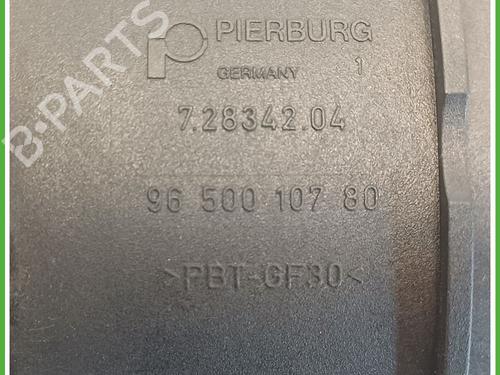 PIERBURG
GERMANY 1
7.28342.04
96 500 107 80
>PBT-GF30<
B-PARTS